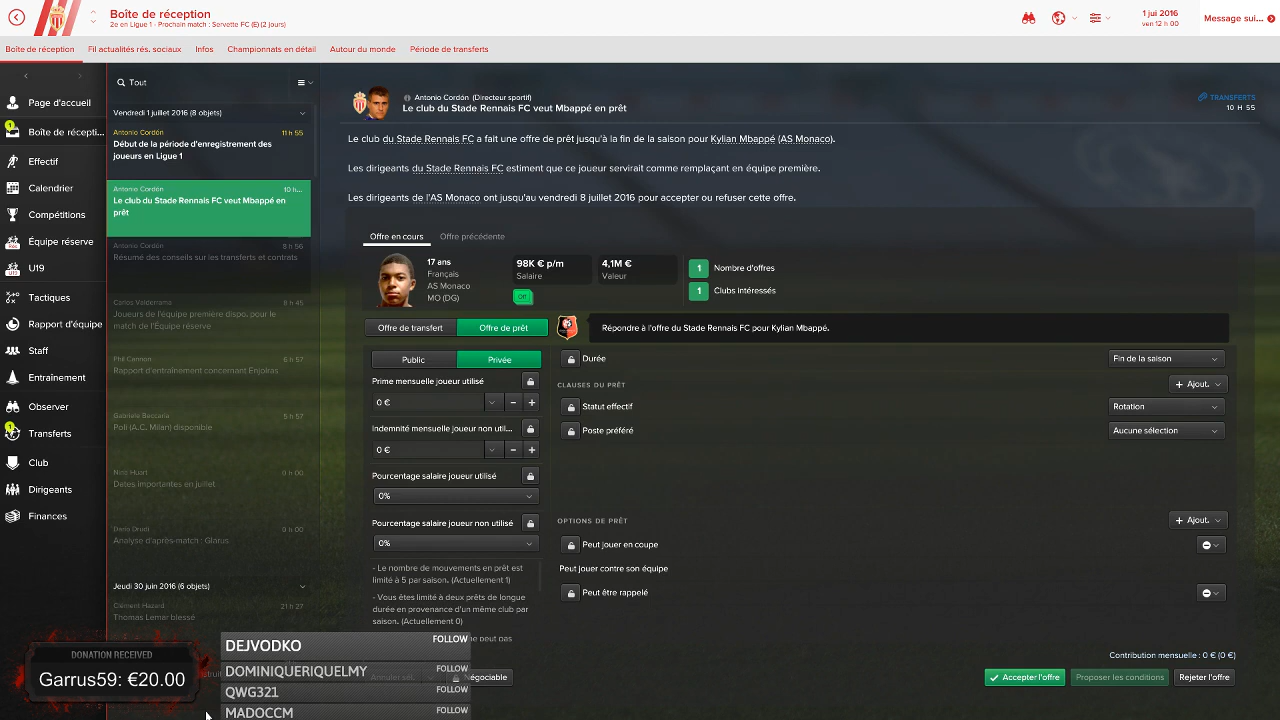 Boîte de réception
2e en Ligue 1 - Prochain match : Servette FC (E) (2 jours)
1 jui 2016
ven 12 h 00
Message sui...
Boîte de réception
Fil actualités rés. sociaux
Infos
Championnats en détail
Autour du monde
Période de transferts
Page d'accueil
1
Boîte de récepti...
Effectif
Calendrier
Compétitions
Équipe réserve
U19
Tactiques
Rapport d'équipe
Staff
Entraînement
Observer
1
Transferts
Club
Dirigeants
Finances
Tout
Vendredi 1 juillet 2016 (8 objets)
Antonio Cordón 11 h 55
Début de la période d'enregistrement des
joueurs en Ligue 1
Antonio Cordón 10 h...
Le club du Stade Rennais FC veut Mbappé en
prêt
Antonio Cordón 8 h 56
Résumé des conseils sur les transferts et contrats
Carlos Valderrama 8 h 45
Joueurs de l'équipe première dispo. pour le
match de l'Équipe réserve
Phil Cannon 6 h 57
Rapport d'entraînement concernant Enjolras
Gabriele Baccaria 5 h 57
Poli (A.C. Milan) disponible
Nico Huart 0 h 00
Dates importantes en juillet
0 h 00
Analyse d'après-match : Glarus
Jeudi 30 juin 2016 (6 objets)
Clément Hazard 21 h 27
Thomas Lemar blessé
Antonio Cordón (Directeur sportif)
Le club du Stade Rennais FC veut Mbappé en prêt
TRANSFERTS
10 H 55
Le club du Stade Rennais FC a fait une offre de prêt jusqu'à la fin de la saison pour Kylian Mbappé (AS Monaco).
Les dirigeants du Stade Rennais FC estiment que ce joueur servirait comme remplaçant en équipe première.
Les dirigeants de l'AS Monaco ont jusqu'au vendredi 8 juillet 2016 pour accepter ou refuser cette offre.
Offre en cours
Offre précédente
17 ans
Français
AS Monaco
MO (DG)
98K € p/m
Salaire
Off
4,1M €
Valeur
1 Nombre d'offres
1 Clubs intéressés
Offre de transfert
Offre de prêt
Répondre à l'offre du Stade Rennais FC pour Kylian Mbappé.
Public
Privée
Prime mensuelle joueur utilisé
0 €
Indemnité mensuelle joueur non utili...
0 €
Pourcentage salaire joueur utilisé
0%
Pourcentage salaire joueur non utilisé
0%
- Le nombre de mouvements en prêt est
limité à 5 par saison. (Actuellement 1)
- Vous êtes limité à deux prêts de longue
durée en provenance d'un même club par
saison. (Actuellement 0)
ne peut pas
Durée
Fin de la saison
CLAUSES DU PRÊT
Ajout.
Statut effectif
Rotation
Poste préféré
Aucune sélection
OPTIONS DE PRÊT
Ajout.
Peut jouer en coupe
Peut jouer contre son équipe
Peut être rappelé
Contribution mensuelle : 0 € (0 €)
Annuler sél.
Négociable
Accepter l'offre
Proposer les conditions
Rejeter l'offre
DONATION RECEIVED
Garrus59: €20.00
DEJVODKO FOLLOW
DOMINIQUERIQUELMY FOLLOW
QWG321 FOLLOW
MADOCCM FOLLOW